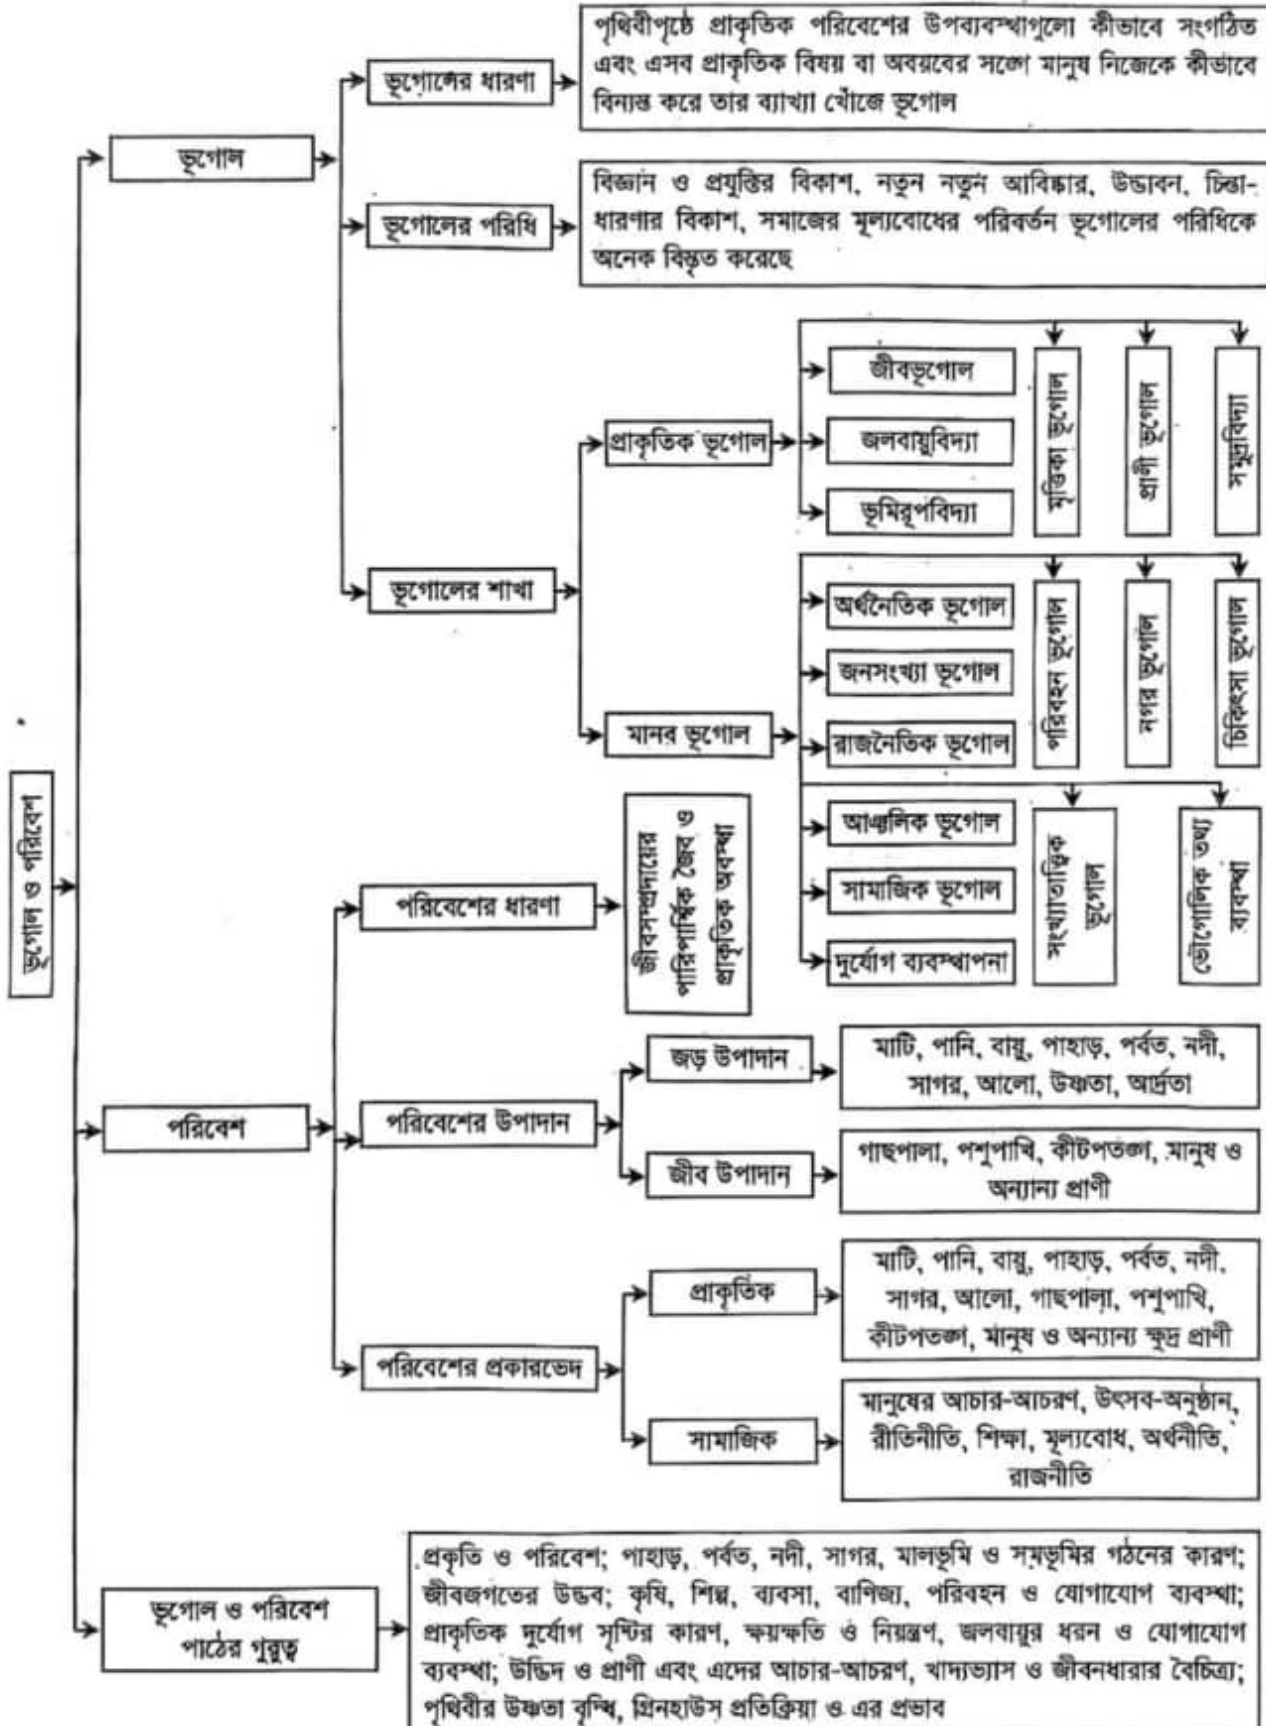 পৃথিবীপৃষ্ঠে প্রাকৃতিক পরিবেশের উপব্যবস্থাগুলো কীভাবে সংগঠিত
এবং এসব প্রাকৃতিক বিষয় বা অবয়বের সঙ্গে মানুষ নিজেকে কীভাবে
বিন্যস্ত করে তার ব্যাখ্যা খোঁজে ভূগোল
ভূগোলের ধারণা
ভূগোল
বিজ্ঞান ও প্রযুক্তির বিকাশ, নতুন নতুন আবিষ্কার, উদ্ভাবন, চিন্তা-
ধারণার বিকাশ, সমাজের মূল্যবোধের পরিবর্তন ভূগোলের পরিধিকে
অনেক বিস্তৃত করেছে
ভূগোলের পরিধি
ভূগোলের শাখা
প্রাকৃতিক ভূগোল
জীবভূগোল
জলবায়ুবিদ্যা
ভূমিরূপবিদ্যা
মৃত্তিকা ভূগোল
প্রাণী ভূগোল
সমুদ্রবিদ্যা
মানব ভূগোল
অর্থনৈতিক ভূগোল
জনসংখ্যা ভূগোল
রাজনৈতিক ভূগোল
পরিবহন ভূগোল
নগর ভূগোল
চিকিৎসা ভূগোল
আঞ্চলিক ভূগোল
সামাজিক ভূগোল
দুর্যোগ ব্যবস্থাপনা
সংখ্যাতাত্ত্বিক
ভূগোল
ভৌগোলিক তথ্য
ব্যবস্থা
ভূগোল ও পরিবেশ
পরিবেশ
পরিবেশের ধারণা
জীবসম্প্রদায়ের
পারিপার্শ্বিক জৈব ও
প্রাকৃতিক অবস্থা
পরিবেশের উপাদান
জড় উপাদান
মাটি, পানি, বায়ু, পাহাড়, পর্বত, নদী,
সাগর, আলো, উষ্ণতা, আর্দ্রতা
জীব উপাদান
গাছপালা, পশুপাখি, কীটপতঙ্গ, মানুষ ও
অন্যান্য প্রাণী
পরিবেশের প্রকারভেদ
প্রাকৃতিক
মাটি, পানি, বায়ু, পাহাড়, পর্বত, নদী,
সাগর, আলো, গাছপালা, পশুপাখি,
কীটপতঙ্গ, মানুষ ও অন্যান্য ক্ষুদ্র প্রাণী
সামাজিক
মানুষের আচার-আচরণ, উৎসব-অনুষ্ঠান,
রীতিনীতি, শিক্ষা, মূল্যবোধ, অর্থনীতি,
রাজনীতি
ভূগোল ও পরিবেশ
পাঠের গুরুত্ব
প্রকৃতি ও পরিবেশ; পাহাড়, পর্বত, নদী, সাগর, মালভূমি ও সমভূমির গঠনের কারণ;
জীবজগতের উদ্ভব; কৃষি, শিল্প, ব্যবসা, বাণিজ্য, পরিবহন ও যোগাযোগ ব্যবস্থা;
প্রাকৃতিক দুর্যোগ সৃষ্টির কারণ, ক্ষয়ক্ষতি ও নিয়ন্ত্রণ, জলবায়ুর ধরন ও যোগাযোগ
ব্যবস্থা; উদ্ভিদ ও প্রাণী এবং এদের আচার-আচরণ, খাদ্যভ্যাস ও জীবনধারার বৈচিত্র্য;
পৃথিবীর উষ্ণতা বৃদ্ধি, গ্রিনহাউস প্রতিক্রিয়া ও এর প্রভাব